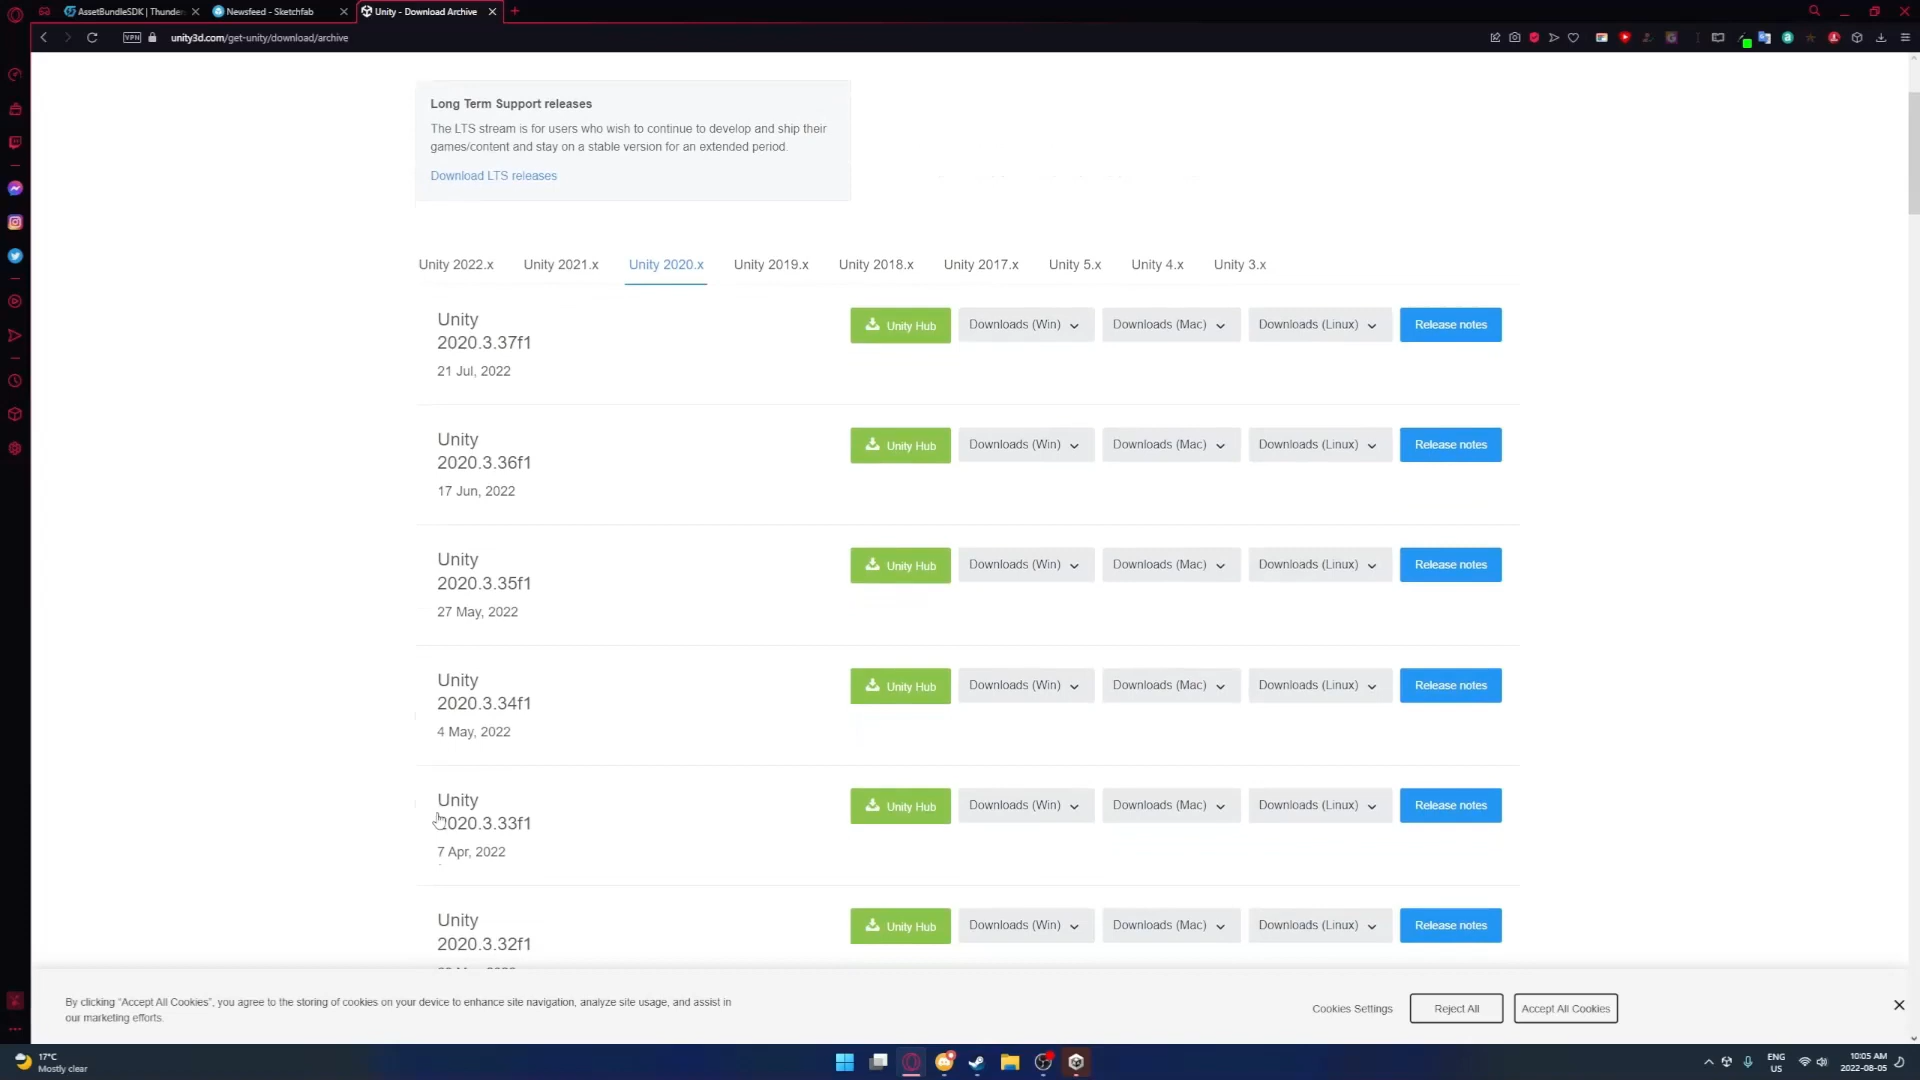 AssetBundleSDK | Thunder
Newsfeed - Sketchfab
Unity - Download Archive
VPN
unity3d.com/get-unity/download/archive
Long Term Support releases
The LTS stream is for users who wish to continue to develop and ship their
games/content and stay on a stable version for an extended period.
Download LTS releases
Unity 2022.x Unity 2021.x Unity 2020.x Unity 2019.x Unity 2018.x Unity 2017.x Unity 5.x Unity 4.x Unity 3.x
Unity
2020.3.37f1
21 Jul, 2022
Unity Hub Downloads (Win) Downloads (Mac) Downloads (Linux) Release notes
Unity
2020.3.36f1
17 Jun, 2022
Unity Hub Downloads (Win) Downloads (Mac) Downloads (Linux) Release notes
Unity
2020.3.35f1
27 May, 2022
Unity Hub Downloads (Win) Downloads (Mac) Downloads (Linux) Release notes
Unity
2020.3.34f1
4 May, 2022
Unity Hub Downloads (Win) Downloads (Mac) Downloads (Linux) Release notes
Unity
2020.3.33f1
7 Apr, 2022
Unity Hub Downloads (Win) Downloads (Mac) Downloads (Linux) Release notes
Unity
2020.3.32f1
Unity Hub Downloads (Win) Downloads (Mac) Downloads (Linux) Release notes
By clicking “Accept All Cookies”, you agree to the storing of cookies on your device to enhance site navigation, analyze site usage, and assist in
our marketing efforts.
Cookies Settings Reject All Accept All Cookies
17°C
Mostly clear
ENG
US
10:05 AM
2022-08-05